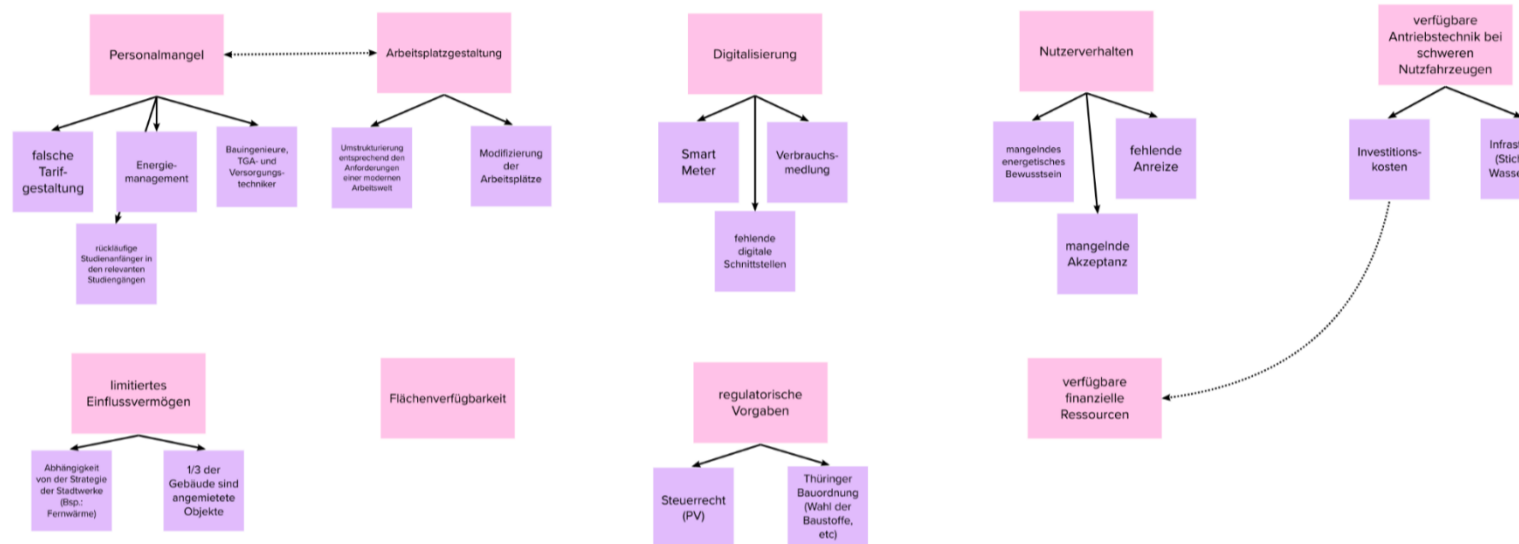 Personalmangel
Arbeitsplatzgestaltung
Digitalisierung
Nutzerverhalten
verfügbare
Antriebstechnik bei
schweren
Nutzfahrzeugen
falsche
Tarif-
gestaltung
Energie-
management
Bauingenieure,
TGA- und
Versorgungs-
techniker
rückläufige
Studienanfänger in
den relevanten
Studiengängen
Umstrukturierung
entsprechend den
Anforderungen
einer modernen
Arbeitswelt
Modifizierung
der
Arbeitsplätze
Smart
Meter
Verbrauchs-
medlung
fehlende
digitale
Schnittstellen
mangelndes
energetisches
Bewusstsein
fehlende
Anreize
mangelnde
Akzeptanz
Investitions-
kosten
Infrast
(Stich
Wasse
limitiertes
Einflussvermögen
Flächenverfügbarkeit
regulatorische
Vorgaben
verfügbare
finanzielle
Ressourcen
Abhängigkeit
von der Strategie
der Stadtwerke
(Bsp.:
Fernwärme)
1/3 der
Gebäude sind
angemietete
Objekte
Steuerrecht
(PV)
Thüringer
Bauordnung
(Wahl der
Baustoffe,
etc)